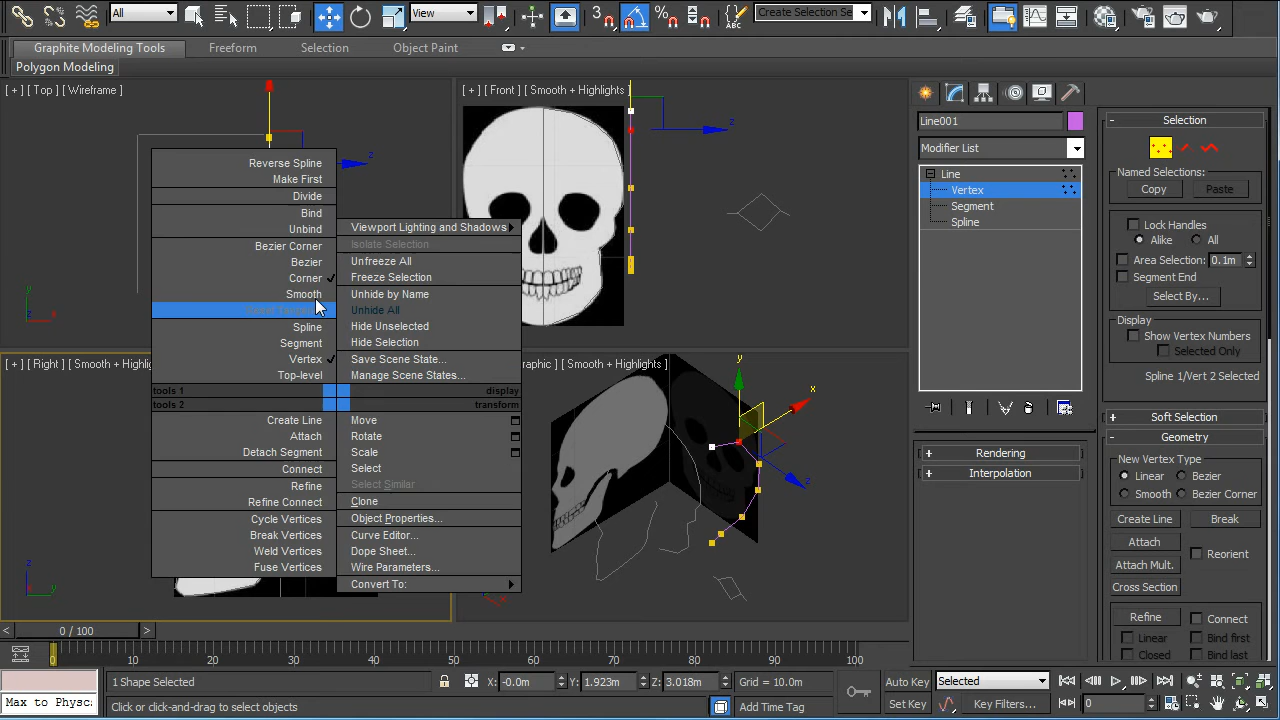 All
View
3
%
ABC
Create Selection Se
Graphite Modeling Tools
Freeform
Selection
Object Paint
Polygon Modeling
[ + ] [ Top ] [ Wireframe ]
[ + ] [ Front ] [ Smooth + Highlights ]
[ + ] [ Right ] [ Smooth + Highlights
graphic ] [ Smooth + Highlights ]
Reverse Spline
Make First
Divide
Bind
Unbind
Bezier Corner
Bezier
Corner
Smooth
Spline
Segment
Vertex
Top-level
tools 1
tools 2
Create Line
Attach
Detach Segment
Connect
Refine
Refine Connect
Cycle Vertices
Break Vertices
Weld Vertices
Fuse Vertices
Viewport Lighting and Shadows
Isolate Selection
Unfreeze All
Freeze Selection
Unhide by Name
Unhide All
Hide Unselected
Hide Selection
Save Scene State...
Manage Scene States...
display
transform
Move
Rotate
Scale
Select
Select Similar
Clone
Object Properties...
Curve Editor...
Dope Sheet...
Wire Parameters...
Convert To:
z
z
y
x
z
y
x
z
y
x
Line001
Modifier List
Line
Vertex
Segment
Spline
Rendering
Interpolation
Selection
Named Selections:
Copy
Paste
Lock Handles
Alike
All
Area Selection:
0.1m
Segment End
Select By...
Display
Show Vertex Numbers
Selected Only
Spline 1/Vert 2 Selected
Soft Selection
Geometry
New Vertex Type
Linear
Bezier
Smooth
Bezier Corner
Create Line
Break
Attach
Reorient
Attach Mult.
Cross Section
Refine
Connect
Linear
Bind first
Closed
Bind last
0 / 100
0 10 20 30 40 50 60 70 80 90 100
1 Shape Selected
X: -0.0m
Y: 1.923m
Z: 3.018m
Grid = 10.0m
Auto Key
Selected
Max to Physc
Click or click-and-drag to select objects
Add Time Tag
Set Key
Key Filters...
0